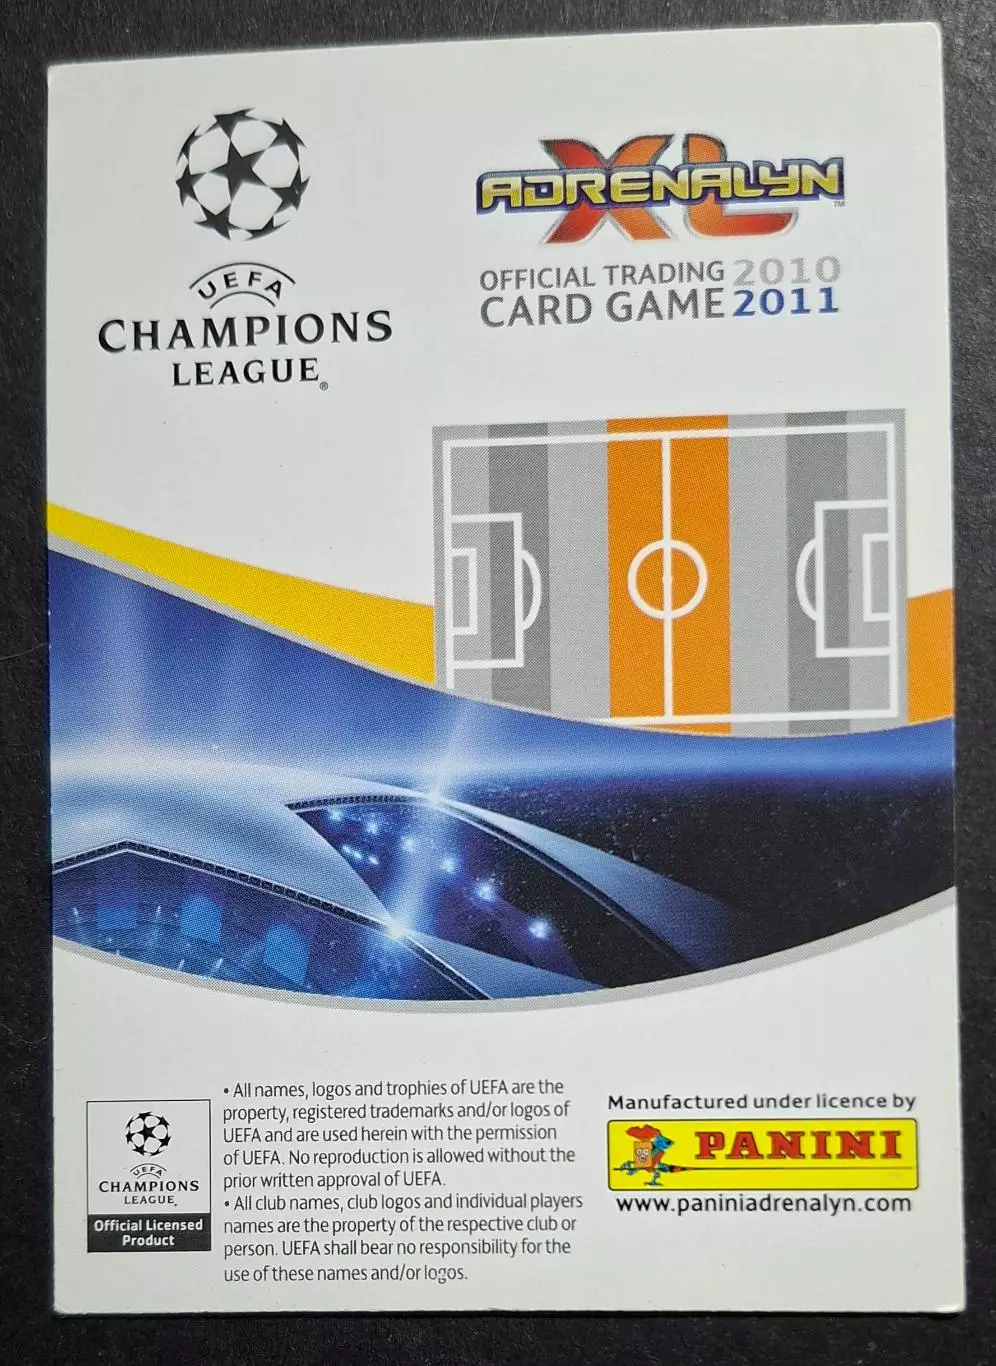 UEFA
CHAMPIONS
LEAGUE®
ADRENALYN XL™
OFFICIAL TRADING 2010
CARD GAME 2011
UEFA
CHAMPIONS
LEAGUE
Official Licensed
Product
• All names, logos and trophies of UEFA are the
property, registered trademarks and/or logos of
UEFA and are used herein with the permission
of UEFA. No reproduction is allowed without the
prior written approval of UEFA.
• All club names, club logos and individual players
names are the property of the respective club or
person. UEFA shall bear no responsibility for the
use of these names and/or logos.
Manufactured under licence by
PANINI
www.paniniadrenalyn.com